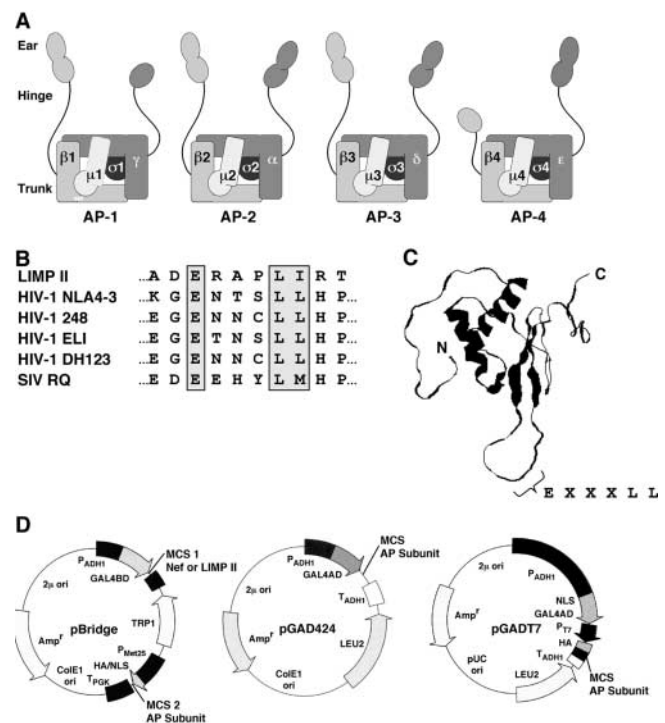 A
Ear
Hinge
Trunk
β1 μ1 σ1 γ
β2 μ2 σ2 α
β3 μ3 σ3 δ
β4 μ4 σ4 ε
AP-1 AP-2 AP-3 AP-4
B
LIMP II ...A D E R A P L I R T
HIV-1 NLA4-3 ...K G E N T S L L H P...
HIV-1 248 ...E G E N N C L L H P...
HIV-1 ELI ...E G E T N S L L H P...
HIV-1 DH123 ...E G E N N C L L H P...
SIV RQ ...E D E E H Y L M H P...
C
N
C
E X X X L L
D
PADH1
GAL4BD
MCS 1
Nef or LIMP II
2μ ori
TRP1
pBridge
Ampr
PMet25
HA/NLS
ColE1
ori
TPGK
MCS 2
AP Subunit
PADH1
GAL4AD
MCS
AP Subunit
2μ ori
TADH1
pGAD424
Ampr
LEU2
ColE1
ori
2μ ori
PADH1
NLS
GAL4AD
Ampr
pGADT7
PT7
HA
TADH1
MCS
AP Subunit
pUC
ori
LEU2